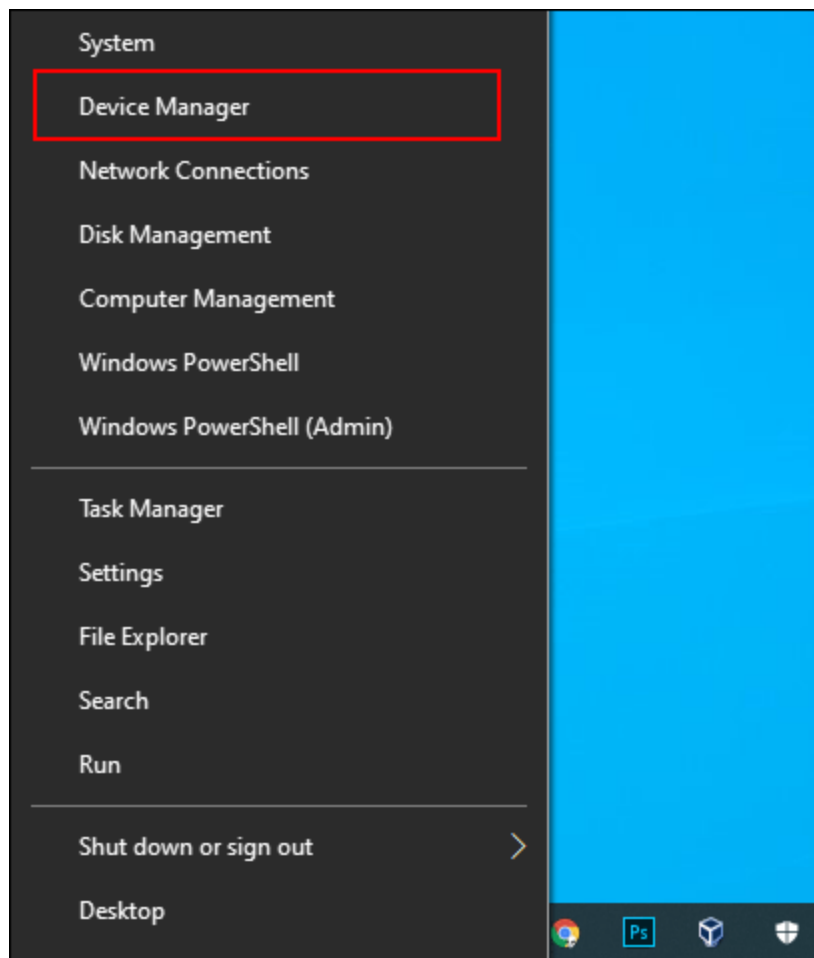 System
Device Manager
Network Connections
Disk Management
Computer Management
Windows PowerShell
Windows PowerShell (Admin)
Task Manager
Settings
File Explorer
Search
Run
Shut down or sign out
Desktop
Ps